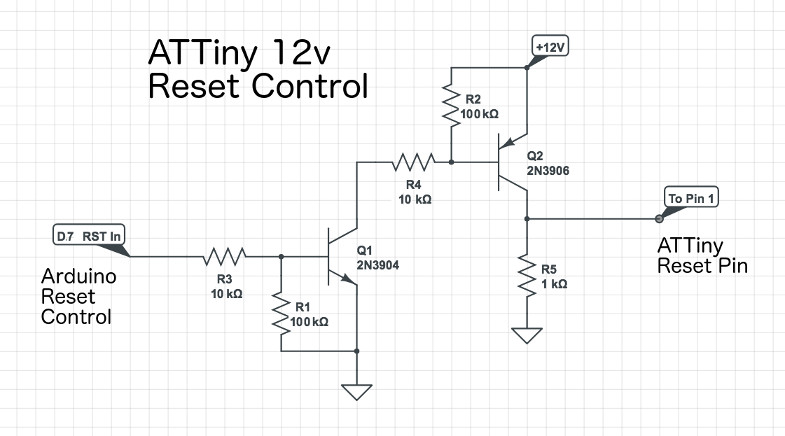 ATTiny 12v
Reset Control
+12V
R2
100 kΩ
Q2
2N3906
R4
10 kΩ
To Pin 1
ATTiny
Reset Pin
D.7 RST In
Arduino
Reset
Control
R3
10 kΩ
Q1
2N3904
R1
100 kΩ
R5
1 kΩ